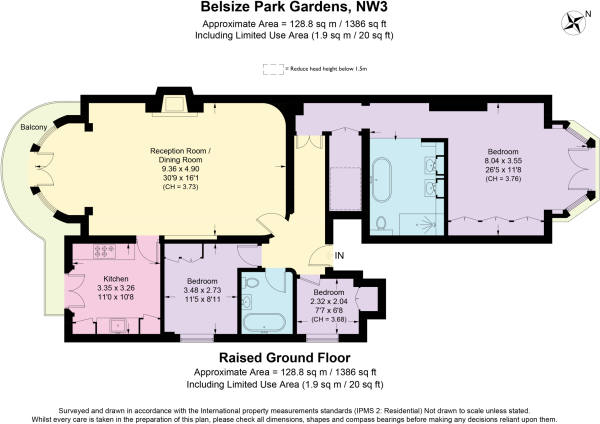 Belsize Park Gardens, NW3
Approximate Area = 128.8 sq m / 1386 sq ft
Including Limited Use Area (1.9 sq m / 20 sq ft)
N
= Reduce head height below 1.5m
Balcony
Reception Room /
Dining Room
9.36 x 4.90
30'9 x 16'1
(CH = 3.73)
Bedroom
8.04 x 3.55
26'5 x 11'8
(CH = 3.76)
IN
Kitchen
3.35 x 3.26
11'0 x 10'8
Bedroom
3.48 x 2.73
11'5 x 8'11
Bedroom
2.32 x 2.04
7'7 x 6'8
(CH = 3.68)
Raised Ground Floor
Approximate Area = 128.8 sq m / 1386 sq ft
Including Limited Use Area (1.9 sq m / 20 sq ft)
Surveyed and drawn in accordance with the International property measurements standards (IPMS 2: Residential) Not drawn to scale unless stated.
Whilst every care is taken in the preparation of this plan, please check all dimensions, shapes and compass bearings before making any decisions reliant upon them.